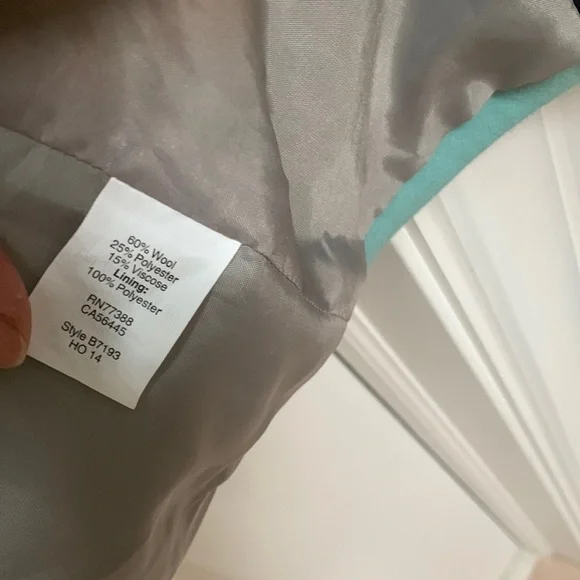 60% Wool
25% Polyester
15% Viscose
Lining:
100% Polyester
RN77388
CA56445
Style B7193
HO 14